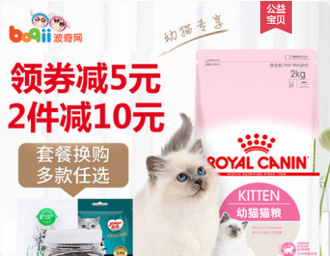 公益
宝贝
boqii 波奇网
幼猫专享
领券减5元
2件减10元
套餐换购
多款任选
2kg
ROYAL CANIN
KITTEN
幼猫猫粮